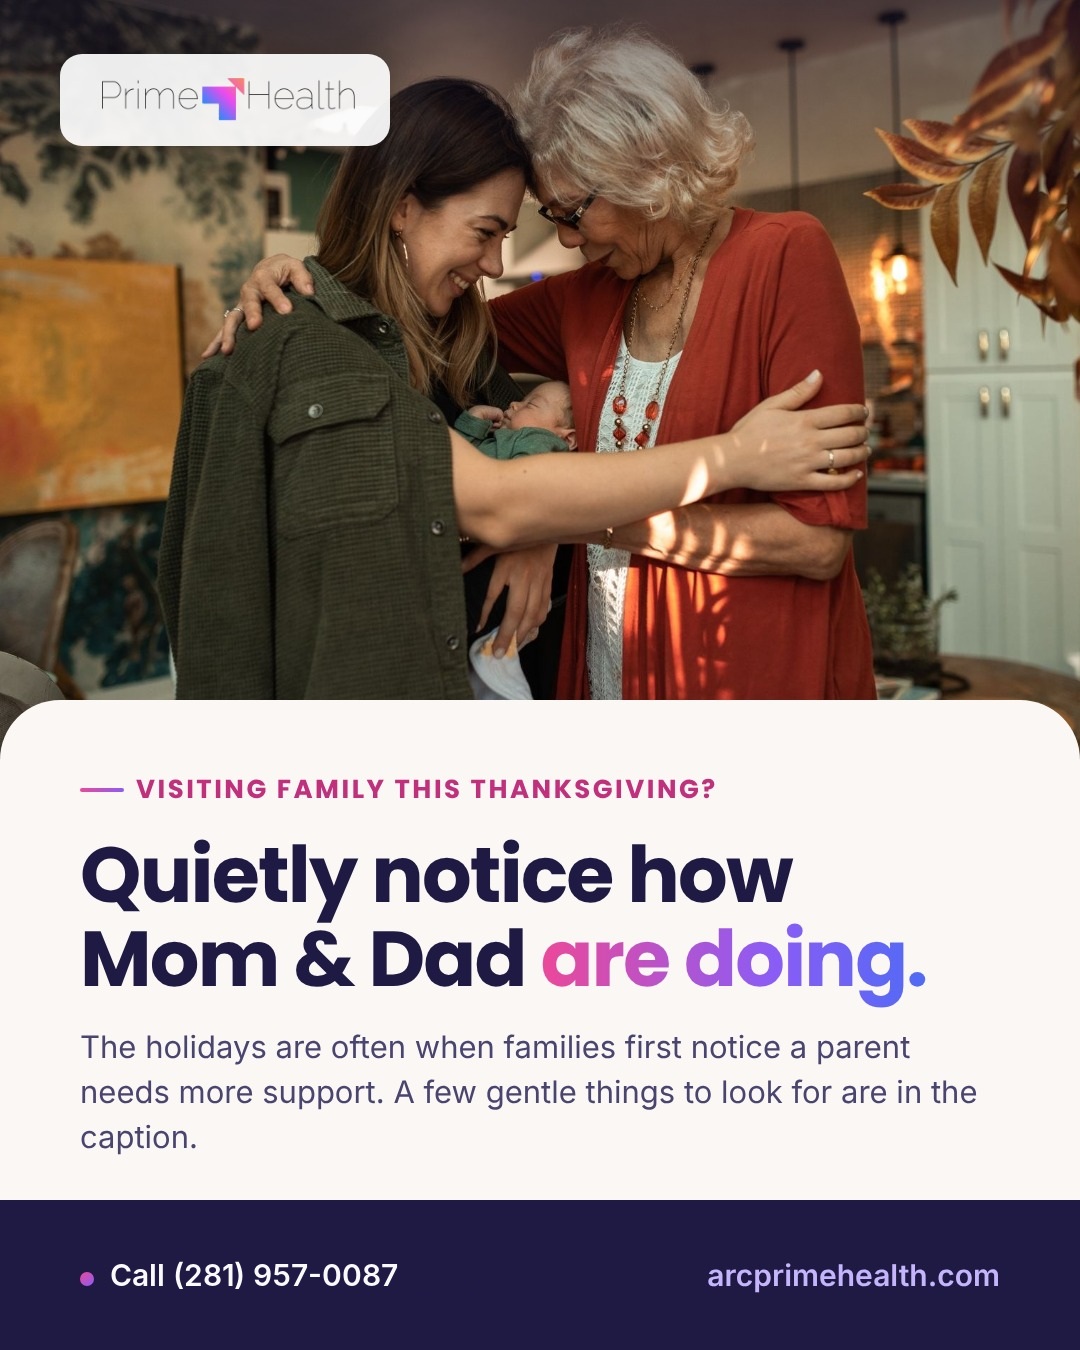 Prime Health
VISITING FAMILY THIS THANKSGIVING?
Quietly notice how
Mom & Dad are doing.
The holidays are often when families first notice a parent
needs more support. A few gentle things to look for are in the
caption.
Call (281) 957-0087
arcprimehealth.com